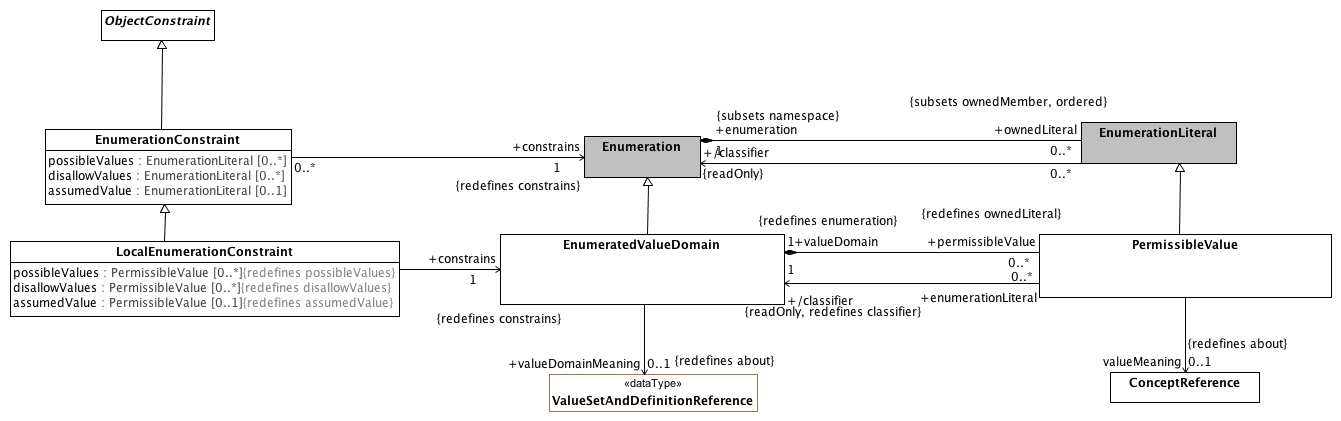 ObjectConstraint
{subsets ownedMember, ordered}
{subsets namespace}
+enumeration
+ownedLiteral
EnumerationLiteral
EnumerationConstraint
+constrains
Enumeration
1
0..*
+/classifier
possibleValues : EnumerationLiteral [0..*]
disallowValues : EnumerationLiteral [0..*]
assumedValue : EnumerationLiteral [0..1]
0..*
1
{readOnly}
0..*
{redefines constrains}
{redefines enumeration}
{redefines ownedLiteral}
LocalEnumerationConstraint
EnumeratedValueDomain
1
+valueDomain
+permissibleValue
PermissibleValue
+constrains
possibleValues : PermissibleValue [0..*]{redefines possibleValues}
disallowValues : PermissibleValue [0..*]{redefines disallowValues}
assumedValue : PermissibleValue [0..1]{redefines assumedValue}
1
1
0..*
0..*
+/classifier
+enumerationLiteral
{readOnly, redefines classifier}
{redefines constrains}
{redefines about}
+valueDomainMeaning
0..1
{redefines about}
valueMeaning
0..1
«dataType»
ValueSetAndDefinitionReference
ConceptReference